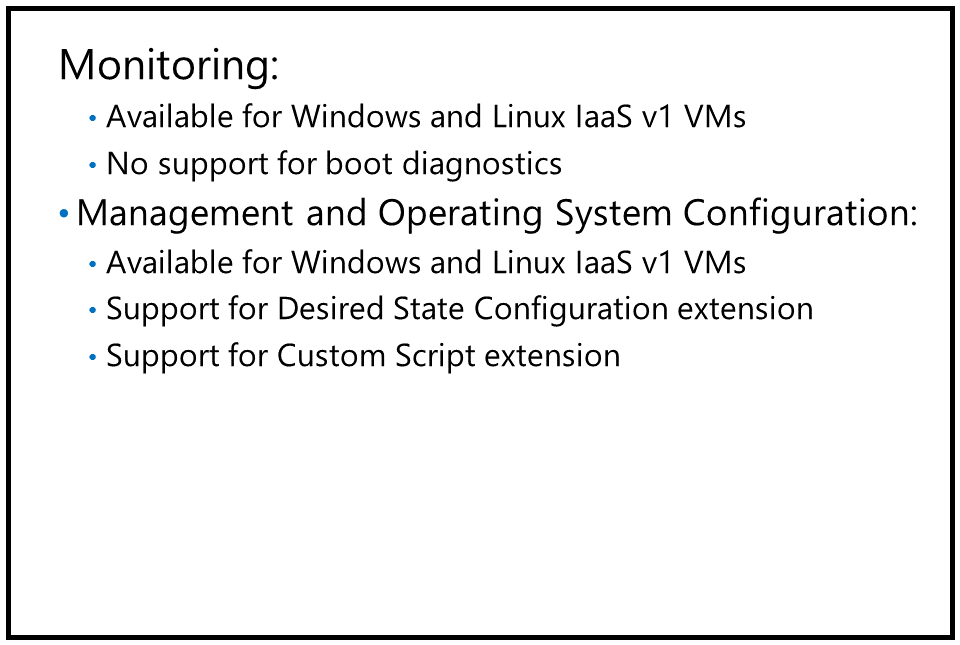 Monitoring:
• Available for Windows and Linux IaaS v1 VMs
• No support for boot diagnostics
• Management and Operating System Configuration:
• Available for Windows and Linux IaaS v1 VMs
• Support for Desired State Configuration extension
• Support for Custom Script extension